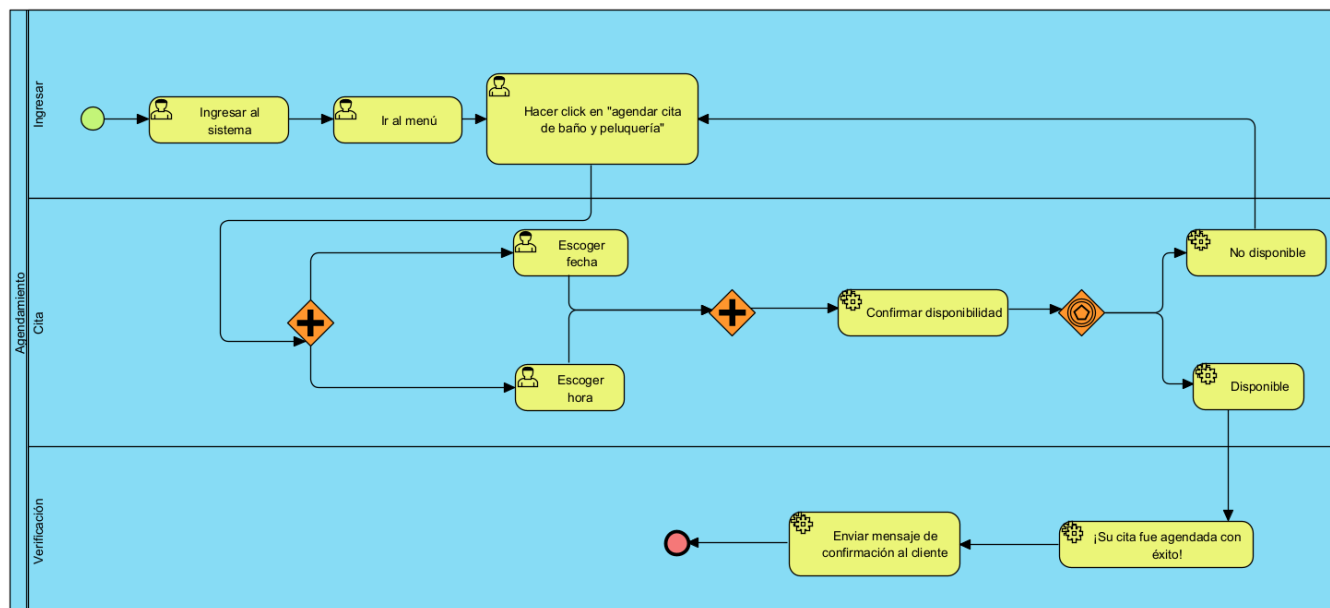 Agendamiento
Ingresar
Ingresar al
sistema
Ir al menú
Hacer click en "agendar cita
de baño y peluquería"
Cita
Escoger
fecha
Escoger
hora
Confirmar disponibilidad
No disponible
Disponible
Verificación
Enviar mensaje de
confirmación al cliente
¡Su cita fue agendada con
éxito!